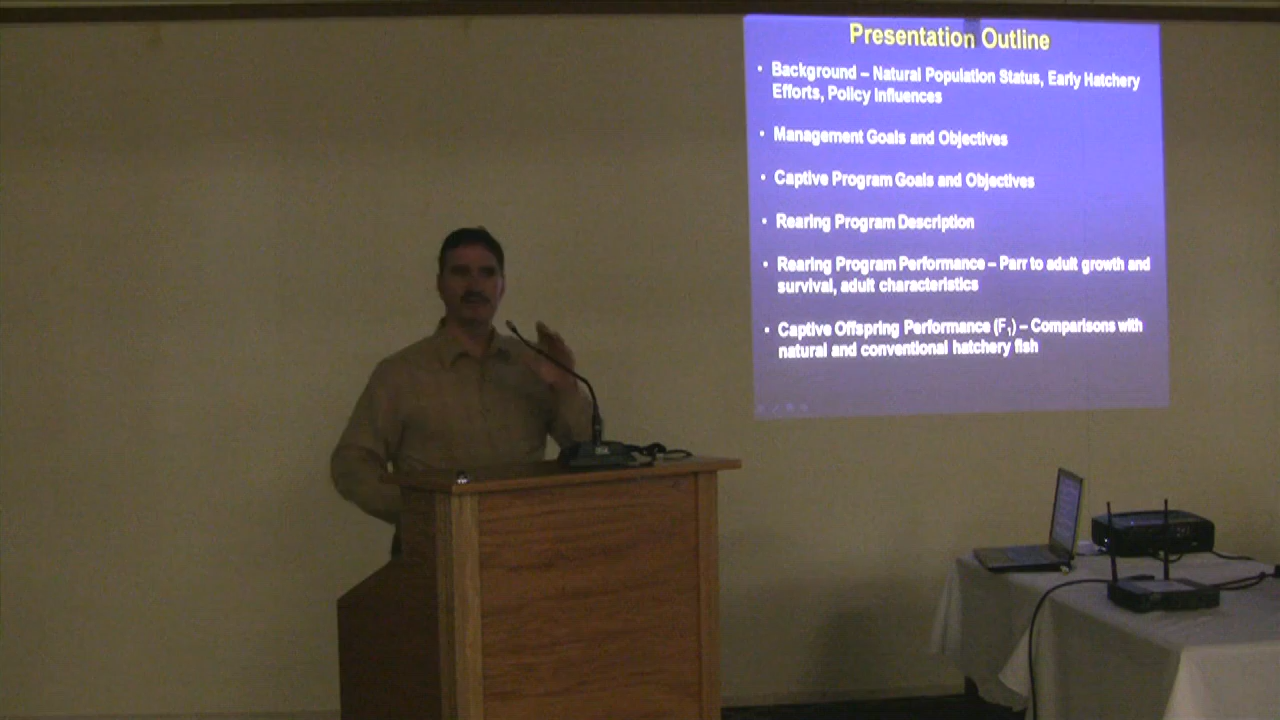 Presentation Outline
• Background – Natural Population Status, Early Hatchery
Efforts, Policy Influences
• Management Goals and Objectives
• Captive Program Goals and Objectives
• Rearing Program Description
• Rearing Program Performance – Parr to adult growth and
survival, adult characteristics
• Captive Offspring Performance (F₁) – Comparisons with
natural and conventional hatchery fish